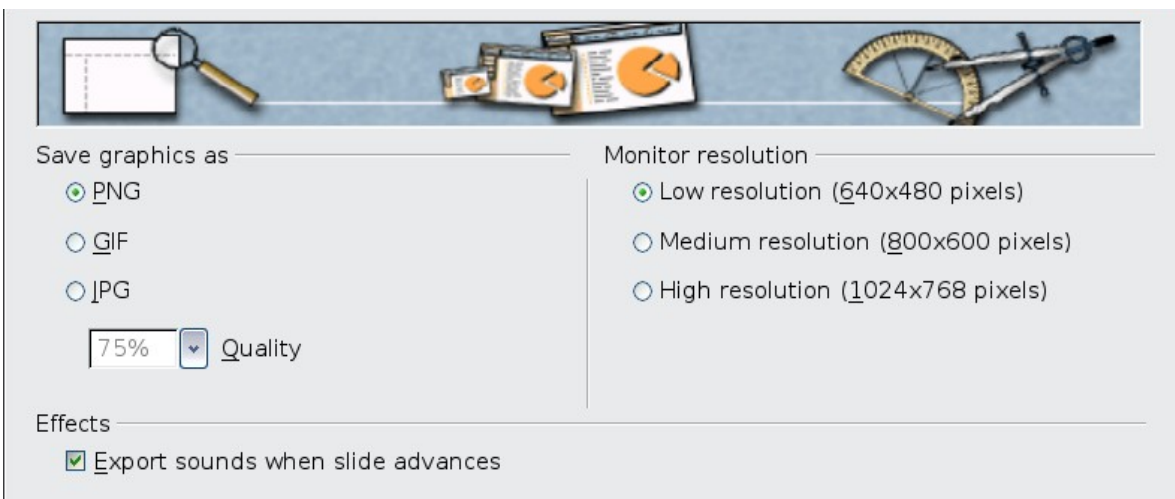 Save graphics as
PNG
GIF
JPG
75% Quality
Monitor resolution
Low resolution (640x480 pixels)
Medium resolution (800x600 pixels)
High resolution (1024x768 pixels)
Effects
Export sounds when slide advances